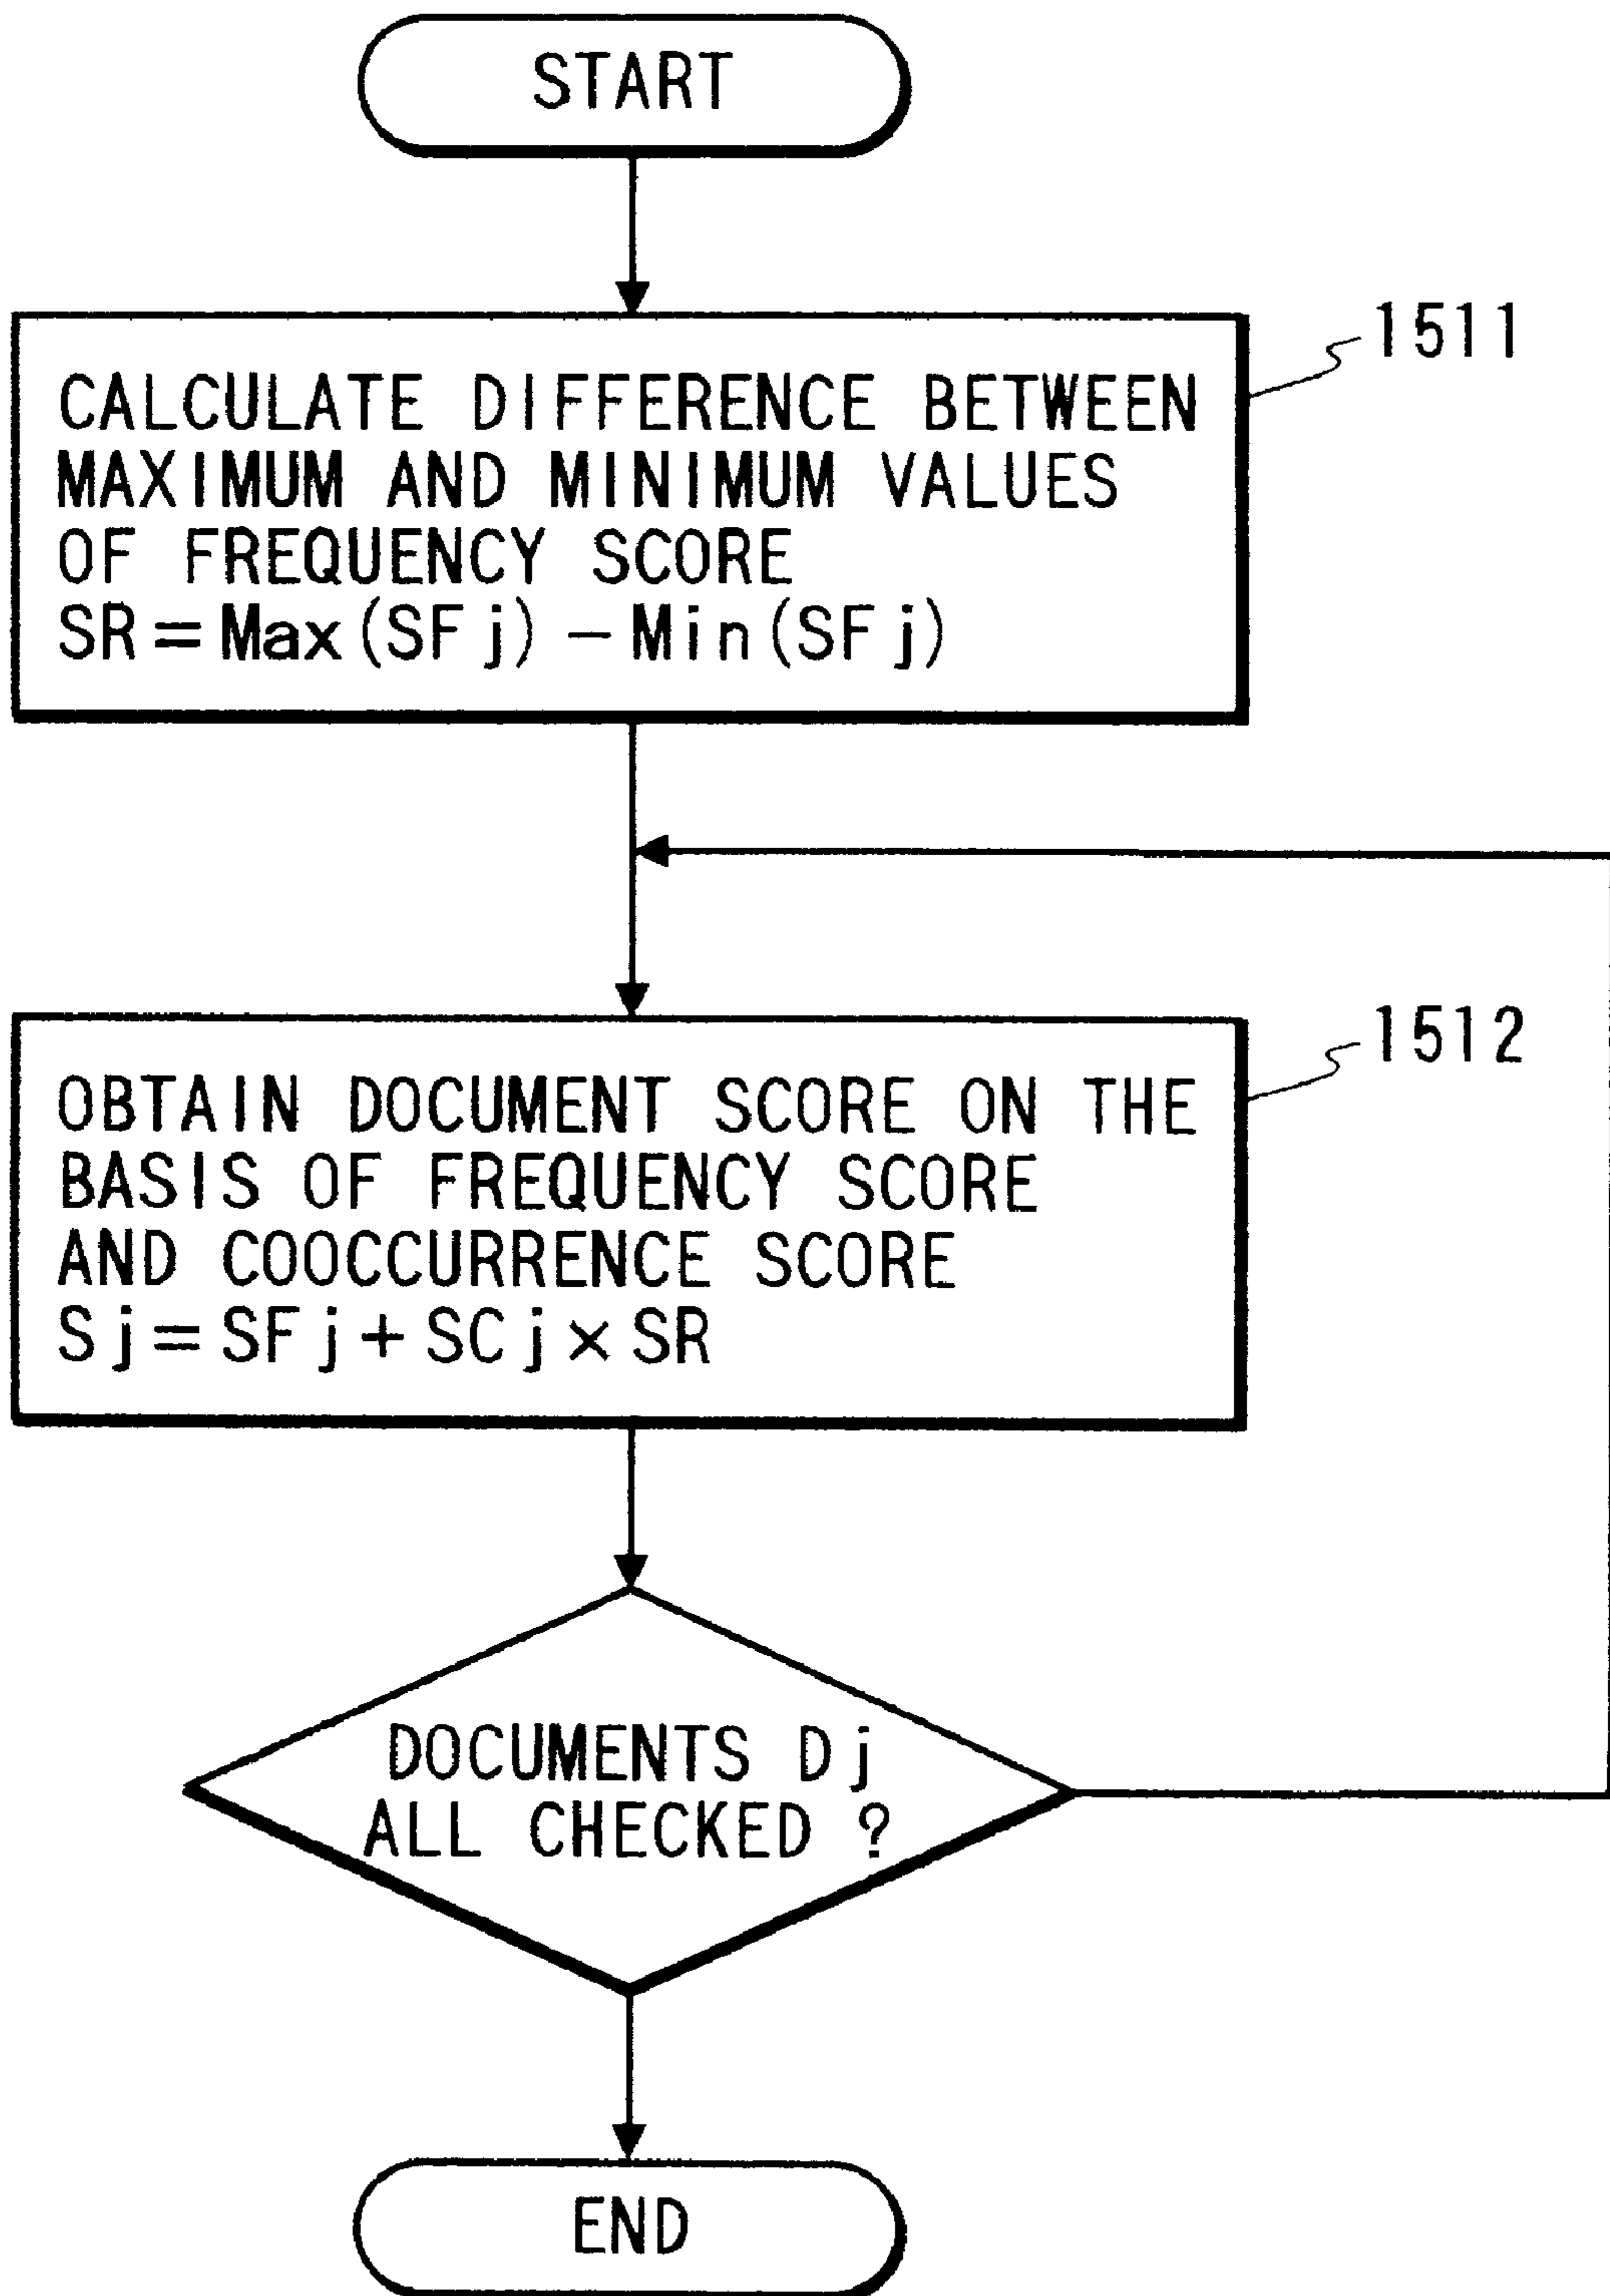 START
1511
CALCULATE DIFFERENCE BETWEEN
MAXIMUM AND MINIMUM VALUES
OF FREQUENCY SCORE
SR=Max(SFj)-Min(SFj)
1512
OBTAIN DOCUMENT SCORE ON THE
BASIS OF FREQUENCY SCORE
AND COOCCURRENCE SCORE
Sj=SFj+SCj×SR
DOCUMENTS Dj
ALL CHECKED ?
END